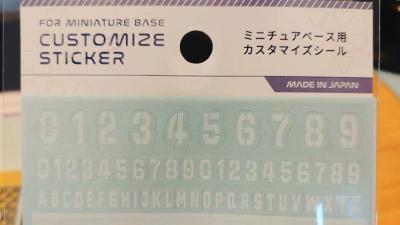 FOR MINIATURE BASE
CUSTOMIZE
STICKER
ミニチュアベース用
カスタマイズシール
MADE IN JAPAN
0123456789
01234567890123456789
ABCDEFGHIJKLMNOPQRSTUVWXYZ